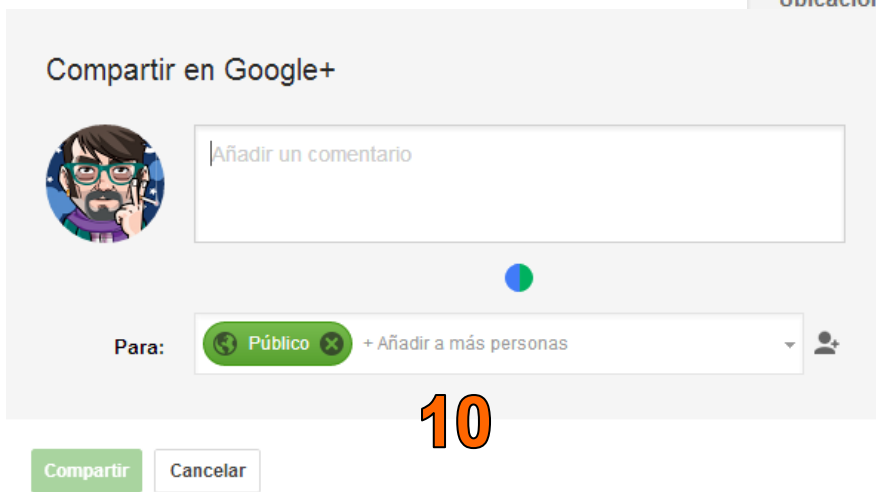 Ubicación
Compartir en Google+
Añadir un comentario
Para: Público + Añadir a más personas
10
Compartir Cancelar